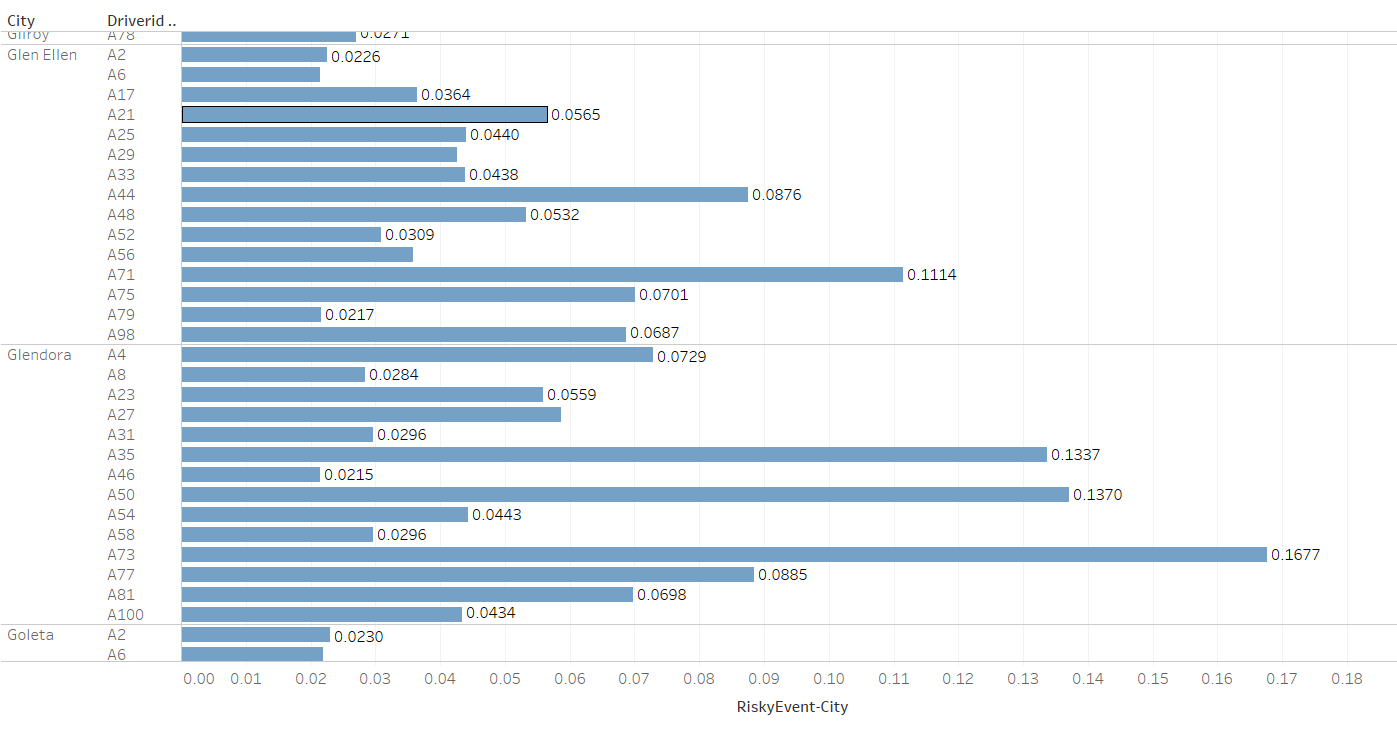 City Driverid ..
Gilroy A78 0.0271
Glen Ellen A2 0.0226
A6
A17 0.0364
A21 0.0565
A25 0.0440
A29
A33 0.0438
A44 0.0876
A48 0.0532
A52 0.0309
A56
A71 0.1114
A75 0.0701
A79 0.0217
A98 0.0687
Glendora A4 0.0729
A8 0.0284
A23 0.0559
A27
A31 0.0296
A35 0.1337
A46 0.0215
A50 0.1370
A54 0.0443
A58 0.0296
A73 0.1677
A77 0.0885
A81 0.0698
A100 0.0434
Goleta A2 0.0230
A6
0.00 0.01 0.02 0.03 0.04 0.05 0.06 0.07 0.08 0.09 0.10 0.11 0.12 0.13 0.14 0.15 0.16 0.17 0.18
RiskyEvent-City